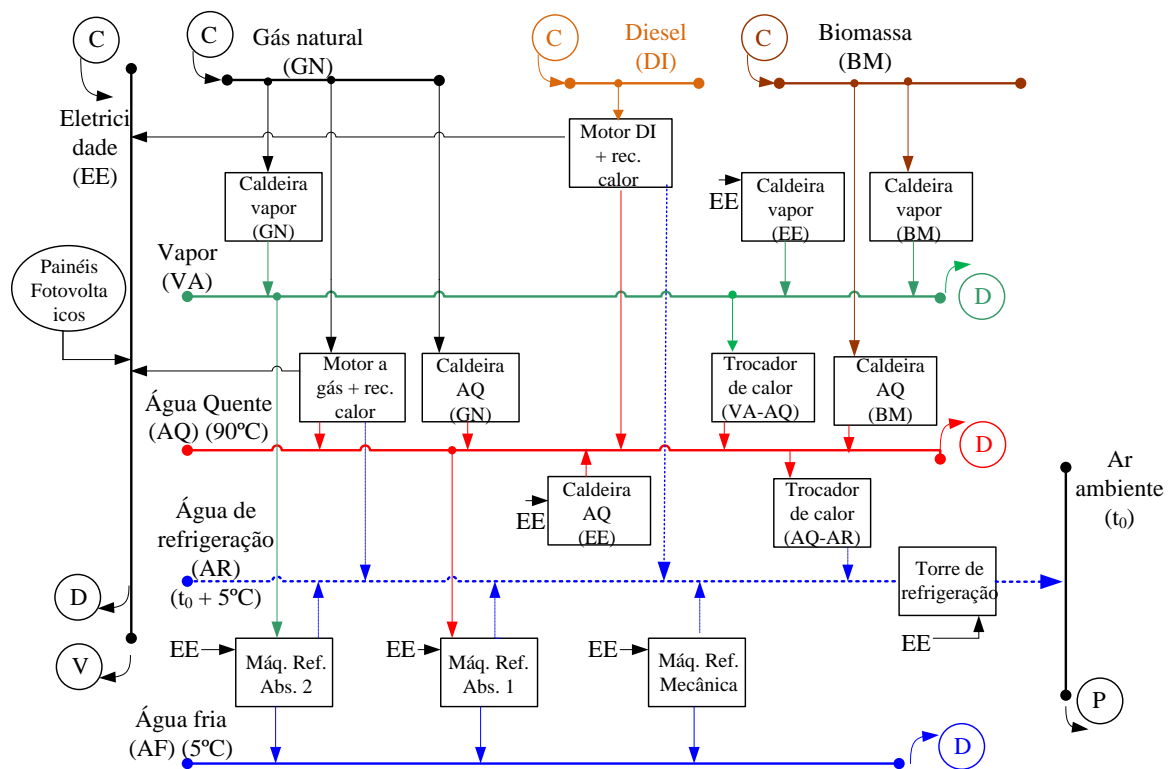 C
C
Gás natural
(GN)
C
Diesel
(DI)
C
Biomassa
(BM)
Eletrici
dade
(EE)
Motor DI
+ rec.
calor
Caldeira
vapor
(GN)
EE
Caldeira
vapor
(EE)
Caldeira
vapor
(BM)
Vapor
(VA)
D
Painéis
Fotovolta
icos
Motor a
gás + rec.
calor
Caldeira
AQ
(GN)
Trocador
de calor
(VA-AQ)
Caldeira
AQ
(BM)
Água Quente
(AQ) (90ºC)
D
Caldeira
AQ
(EE)
EE
Trocador
de calor
(AQ-AR)
Ar
ambiente
(t0)
Água de
refrigeração
(AR)
(t0 + 5ºC)
Torre de
refrigeração
EE
D
V
EE
Máq. Ref.
Abs. 2
EE
Máq. Ref.
Abs. 1
EE
Máq. Ref.
Mecânica
P
Água fria
(AF) (5ºC)
D